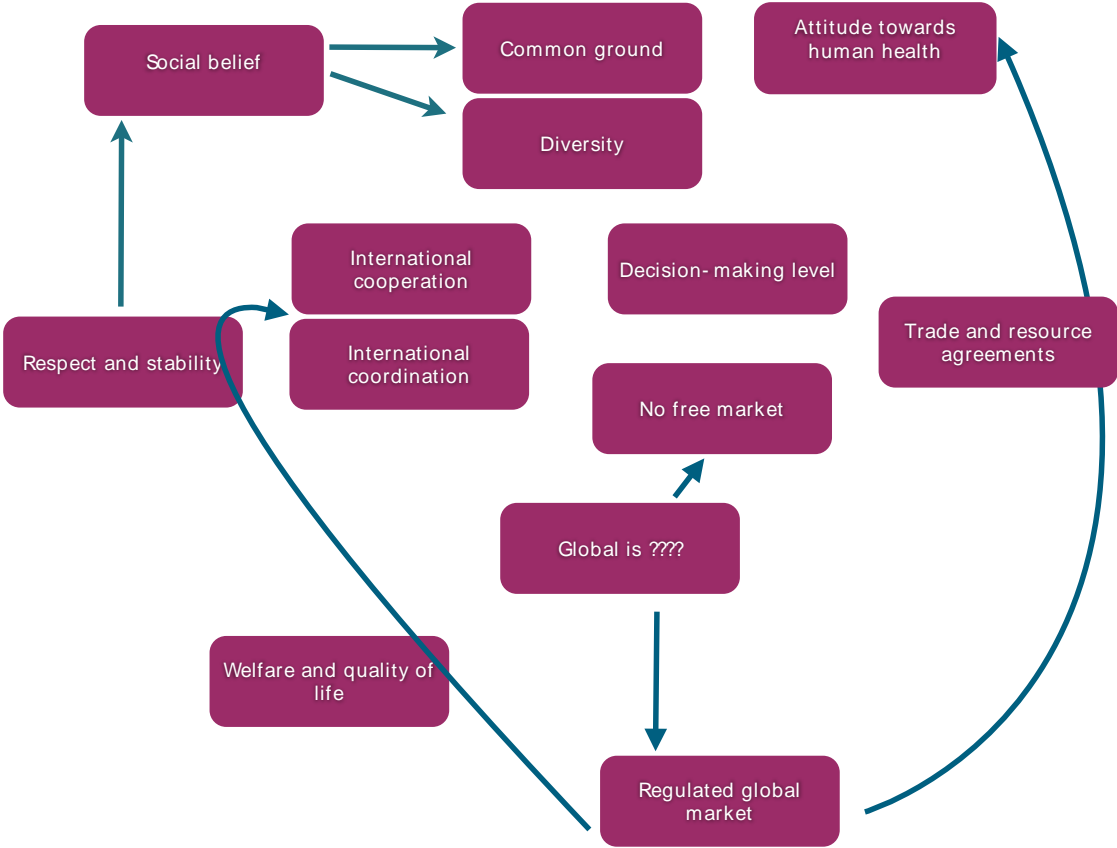 Social belief
Common ground
Attitude towards
human health
Diversity
International
cooperation
Decision- making level
Respect and stability
International
coordination
Trade and resource
agreements
No free market
Global is ????
Welfare and quality of
life
Regulated global
market